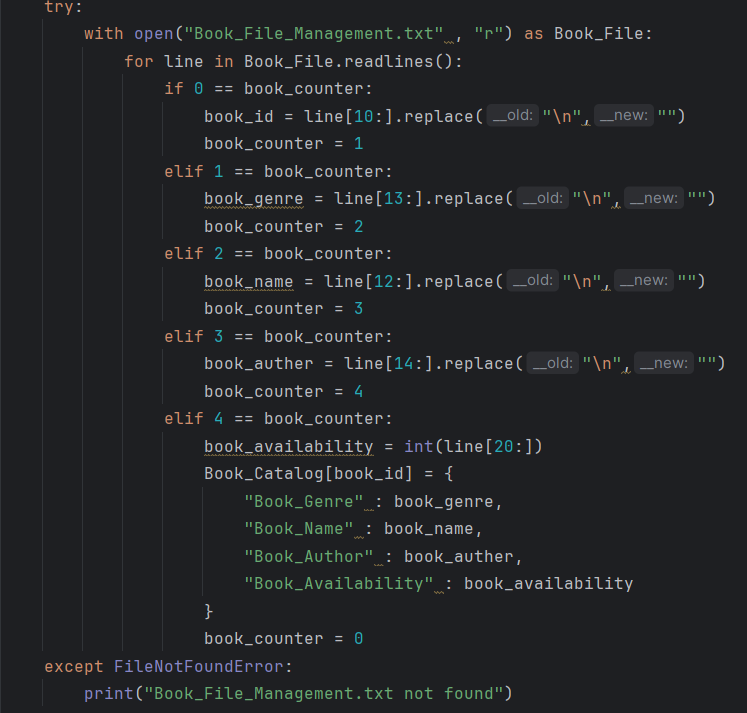 try:
    with open("Book_File_Management.txt" , "r") as Book_File:
        for line in Book_File.readlines():
            if 0 == book_counter:
                book_id = line[10:].replace(__old: "\n",__new: "")
                book_counter = 1
            elif 1 == book_counter:
                book_genre = line[13:].replace(__old: "\n",__new: "")
                book_counter = 2
            elif 2 == book_counter:
                book_name = line[12:].replace(__old: "\n",__new: "")
                book_counter = 3
            elif 3 == book_counter:
                book_auther = line[14:].replace(__old: "\n",__new: "")
                book_counter = 4
            elif 4 == book_counter:
                book_availability = int(line[20:])
                Book_Catalog[book_id] = {
                    "Book_Genre" : book_genre,
                    "Book_Name" : book_name,
                    "Book_Author" : book_auther,
                    "Book_Availability" : book_availability
                }
                book_counter = 0
except FileNotFoundError:
    print("Book_File_Management.txt not found")